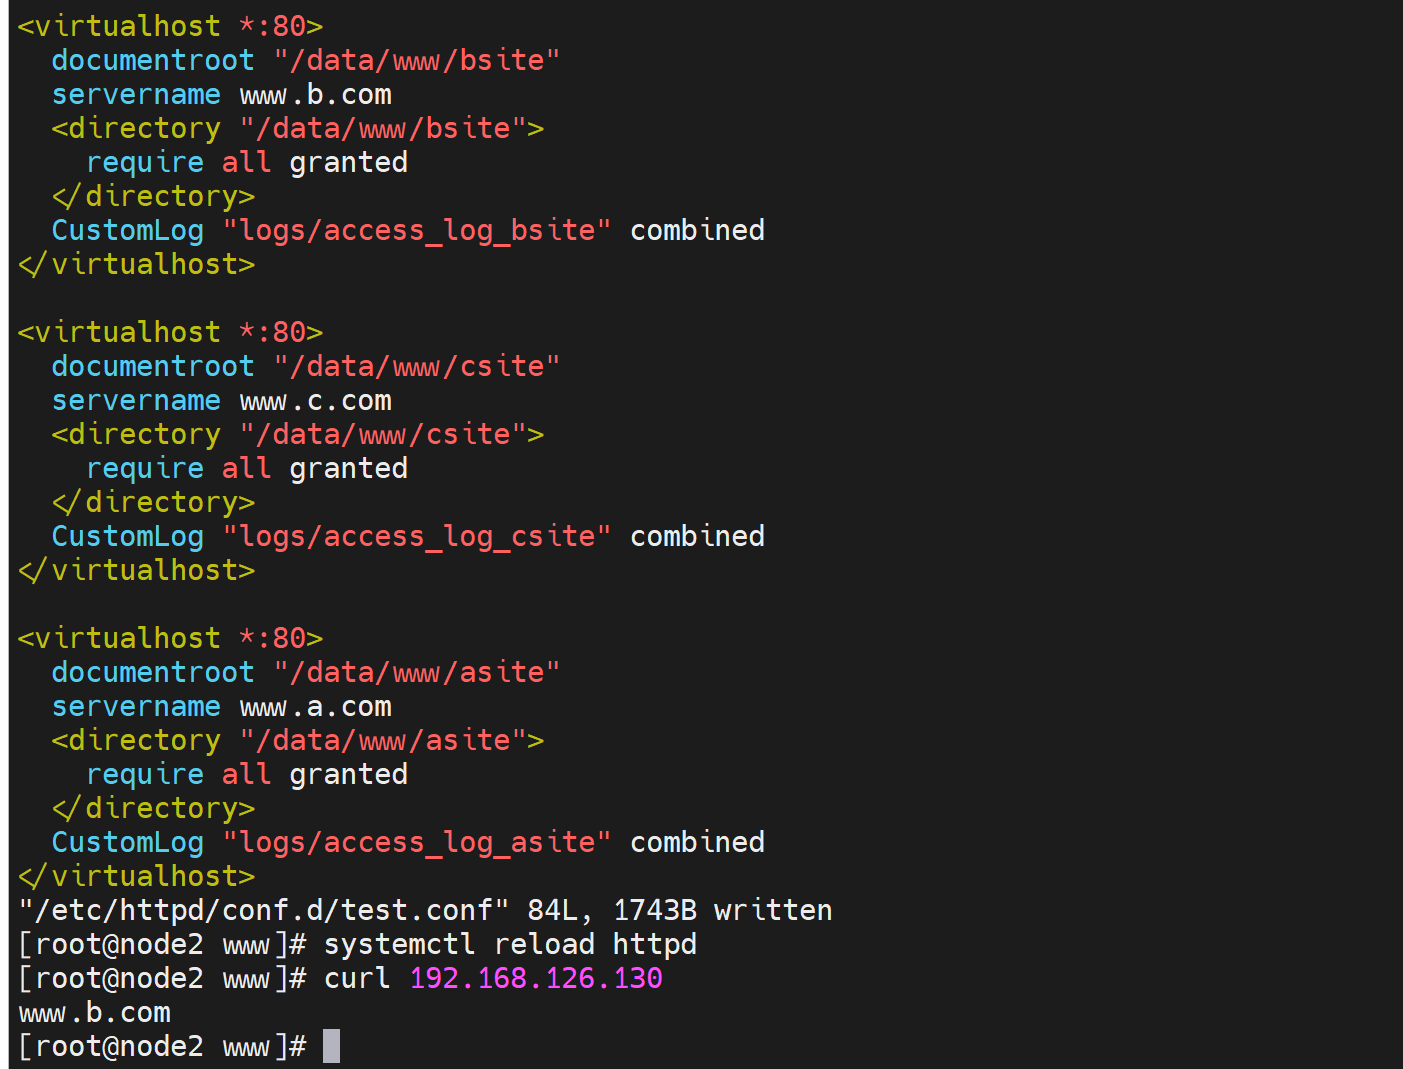 <virtualhost *:80>
  documentroot "/data/www/bsite"
  servername www.b.com
  <directory "/data/www/bsite">
    require all granted
  </directory>
  CustomLog "logs/access_log_bsite" combined
</virtualhost>

<virtualhost *:80>
  documentroot "/data/www/csite"
  servername www.c.com
  <directory "/data/www/csite">
    require all granted
  </directory>
  CustomLog "logs/access_log_csite" combined
</virtualhost>

<virtualhost *:80>
  documentroot "/data/www/asite"
  servername www.a.com
  <directory "/data/www/asite">
    require all granted
  </directory>
  CustomLog "logs/access_log_asite" combined
</virtualhost>
"/etc/httpd/conf.d/test.conf" 84L, 1743B written
[root@node2 www]# systemctl reload httpd
[root@node2 www]# curl 192.168.126.130
www.b.com
[root@node2 www]#